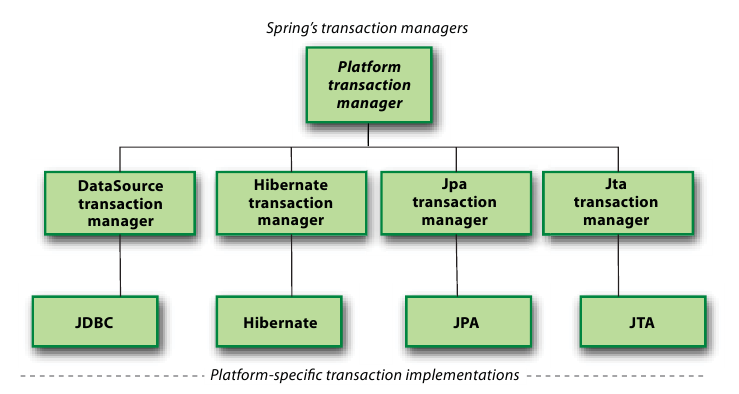 Spring's transaction managers
Platform
transaction
manager
DataSource
transaction
manager
Hibernate
transaction
manager
Jpa
transaction
manager
Jta
transaction
manager
JDBC
Hibernate
JPA
JTA
Platform-specific transaction implementations